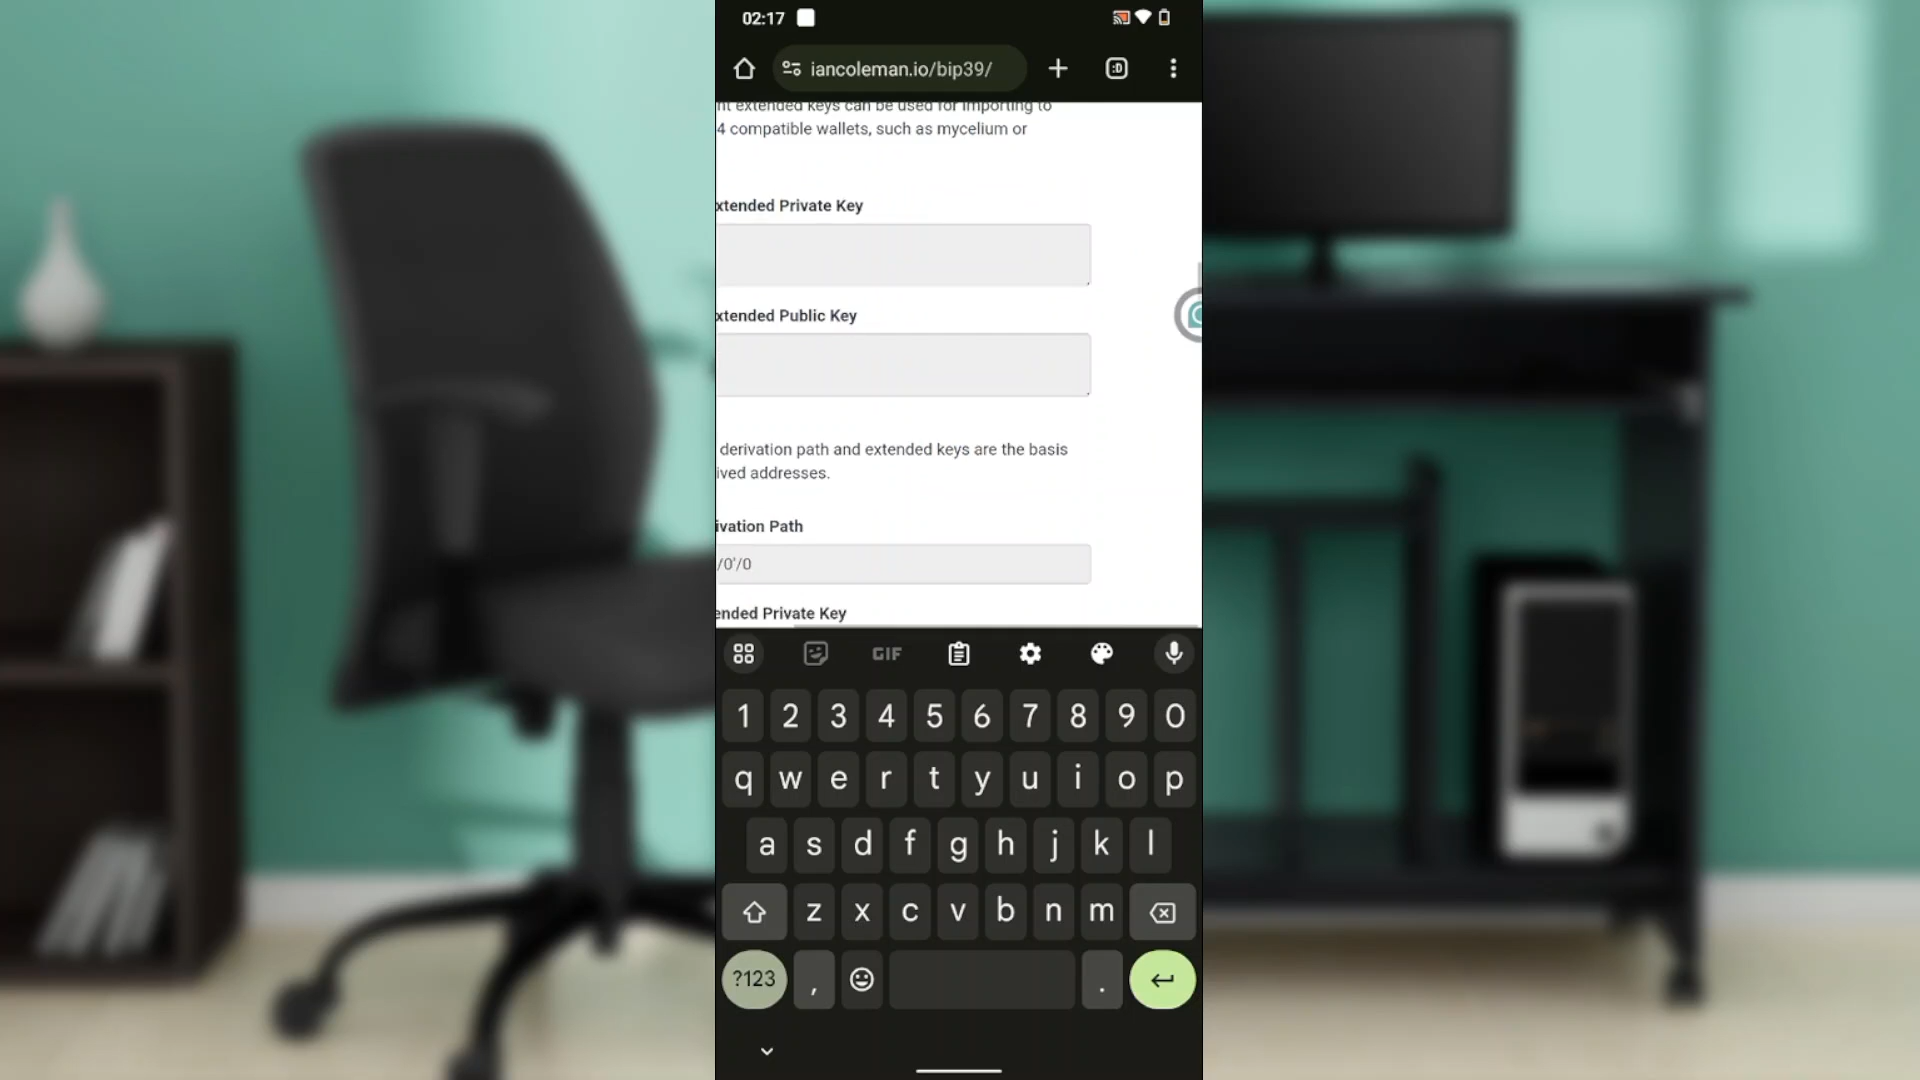 02:17
iancoleman.io/bip39/
:D
nt extended keys can be used for importing to
4 compatible wallets, such as mycelium or
xtended Private Key
xtended Public Key
derivation path and extended keys are the basis
ived addresses.
ivation Path
/0'/0
ended Private Key
GIF
1 2 3 4 5 6 7 8 9 0
q w e r t y u i o p
a s d f g h j k l
z x c v b n m
?123 , .